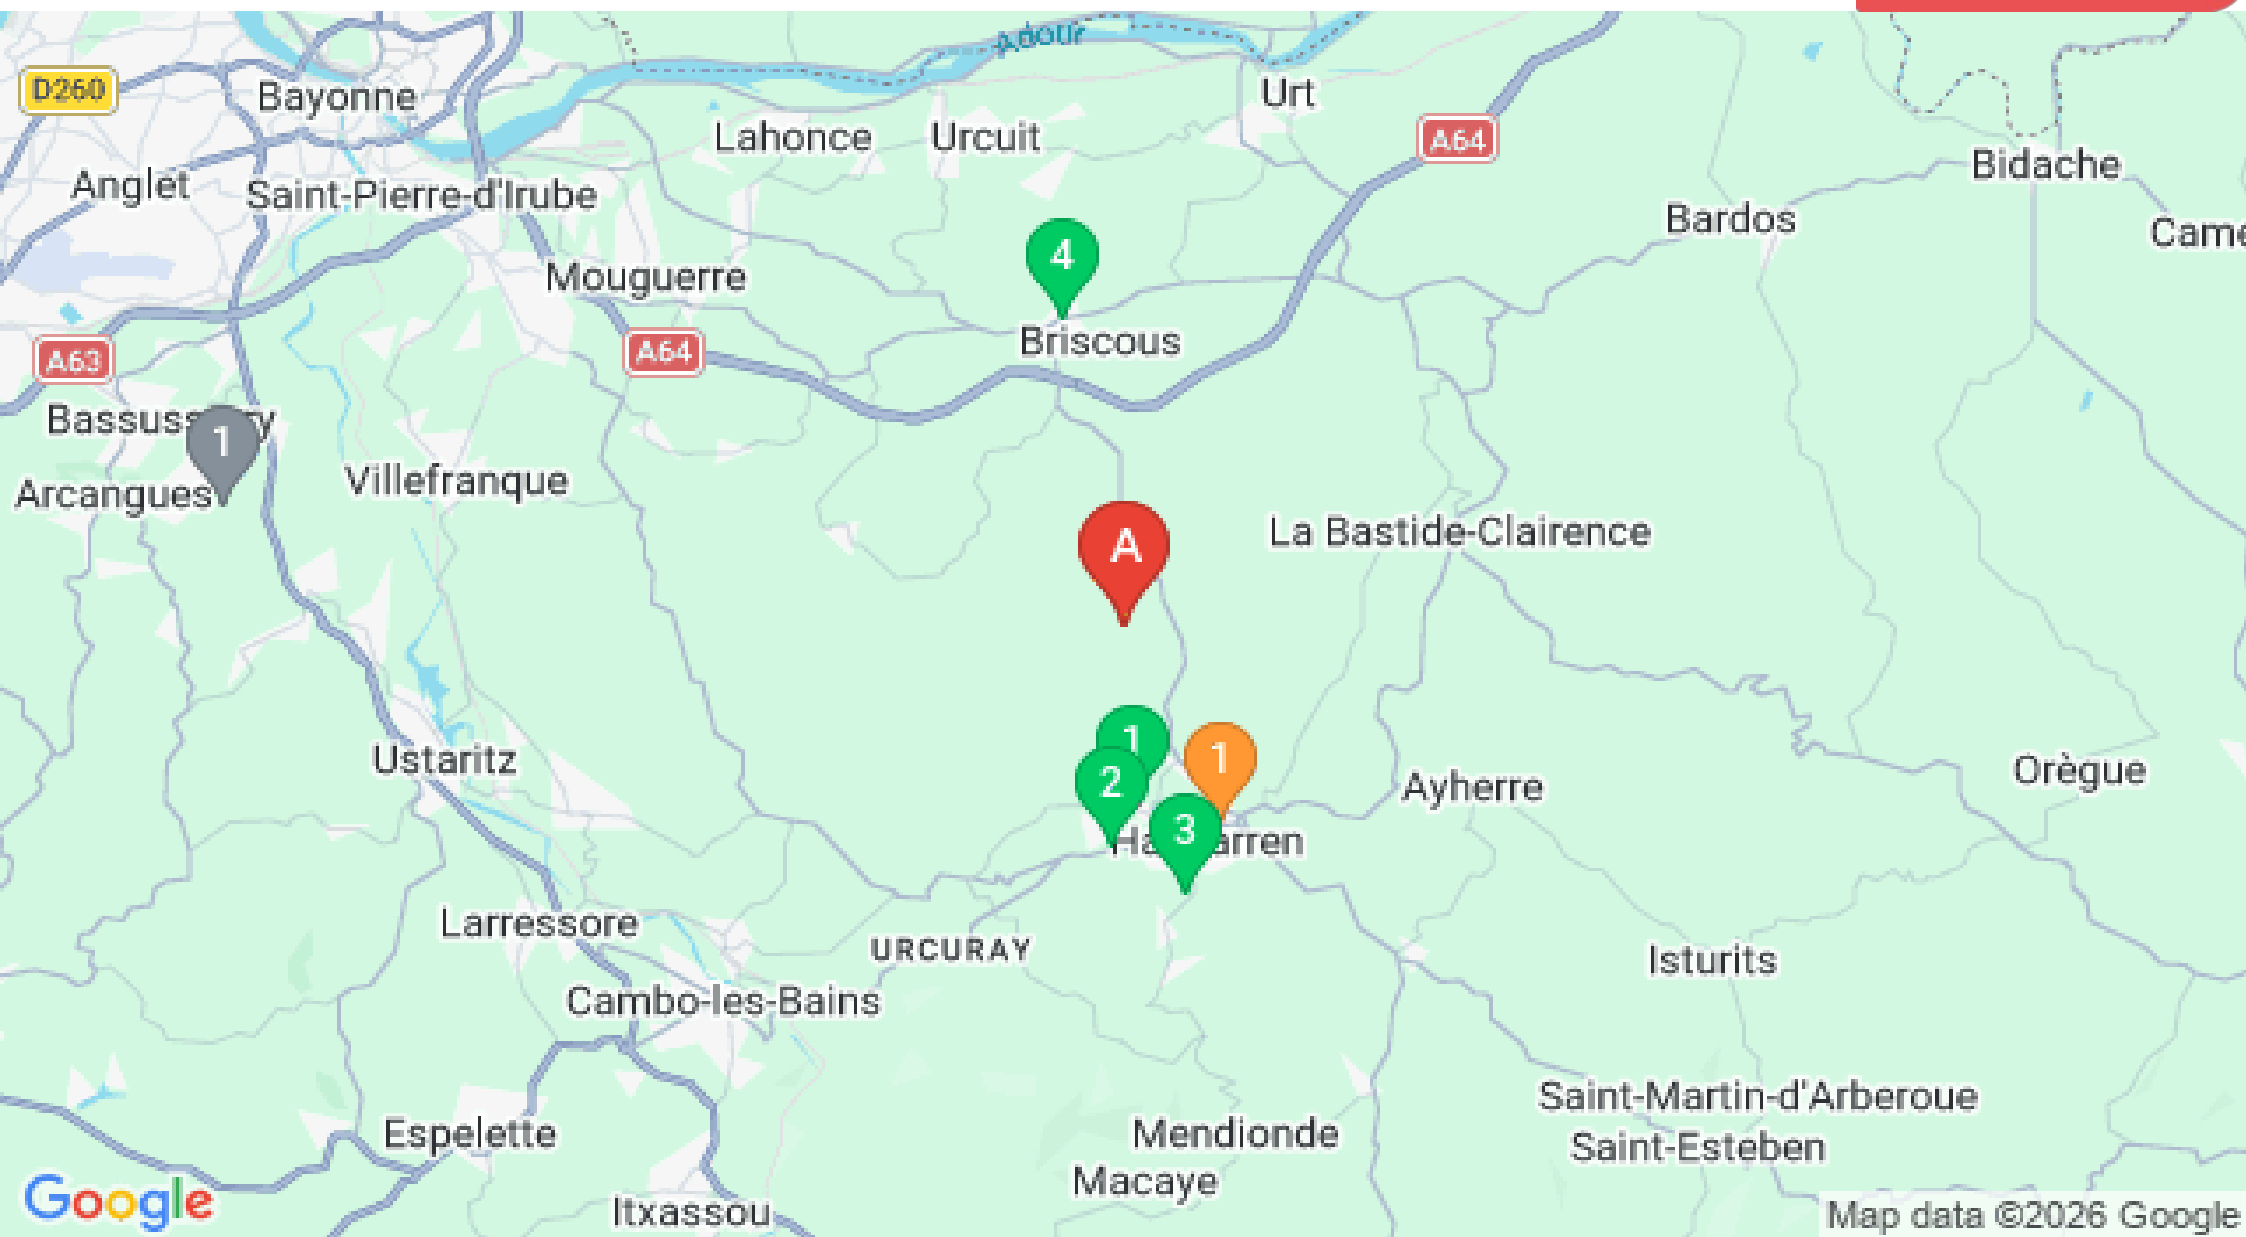 Adour
D260
Bayonne
Urt
Lahonce
Urcuit
A64
Anglet
Saint-Pierre-d'Irube
Bidache
Bardos
Came
4
Mouguerre
Briscous
A63
A64
1
Arcangues
Villefranque
A
La Bastide-Clairence
1
1
2
Ustaritz
Orègue
Ayherre
3
Larressore
URCURAY
Isturits
Cambo-les-Bains
Saint-Martin-d'Arberoue
Espelette
Mendionde
Saint-Esteben
Macaye
Google
Itxassou
Map data ©2026 Google